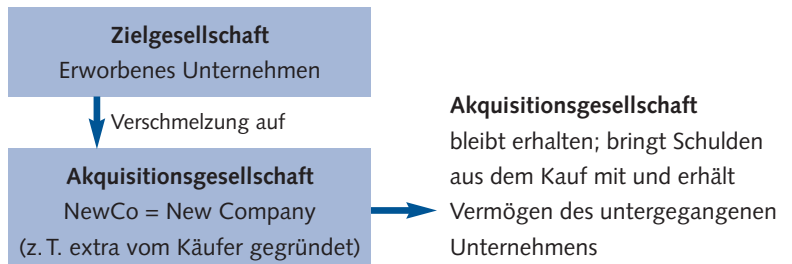 Zielgesellschaft
Erworbenes Unternehmen
Verschmelzung auf
Akquisitionsgesellschaft
NewCo = New Company
(z. T. extra vom Käufer gegründet)
Akquisitionsgesellschaft
bleibt erhalten; bringt Schulden
aus dem Kauf mit und erhält
Vermögen des untergegangenen
Unternehmens